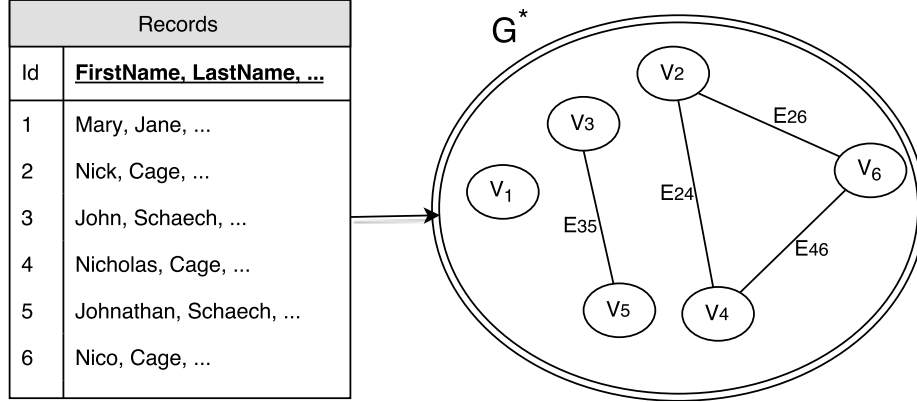 Records
Id FirstName, LastName, ...
1 Mary, Jane, ...
2 Nick, Cage, ...
3 John, Schaech, ...
4 Nicholas, Cage, ...
5 Johnathan, Schaech, ...
6 Nico, Cage, ...
G*
V2
E26
V3
V6
V1
E24
E35
E46
V5
V4